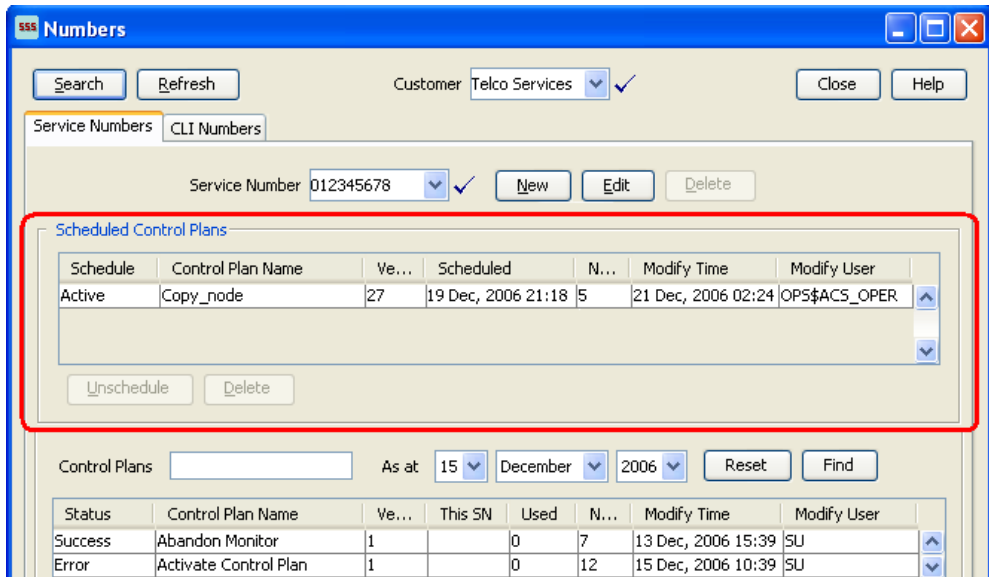 SSS Numbers
Search Refresh Customer Telco Services Close Help
Service Numbers CLI Numbers
Service Number 012345678 New Edit Delete
Scheduled Control Plans
Schedule Control Plan Name Ve... Scheduled N... Modify Time Modify User
Active Copy_node 27 19 Dec, 2006 21:18 5 21 Dec, 2006 02:24 OPS$ACS_OPER
Unschedule Delete
Control Plans As at 15 December 2006 Reset Find
Status Control Plan Name Ve... This SN Used N... Modify Time Modify User
Success Abandon Monitor 1 0 7 13 Dec, 2006 15:39 SU
Error Activate Control Plan 1 0 12 15 Dec, 2006 10:39 SU